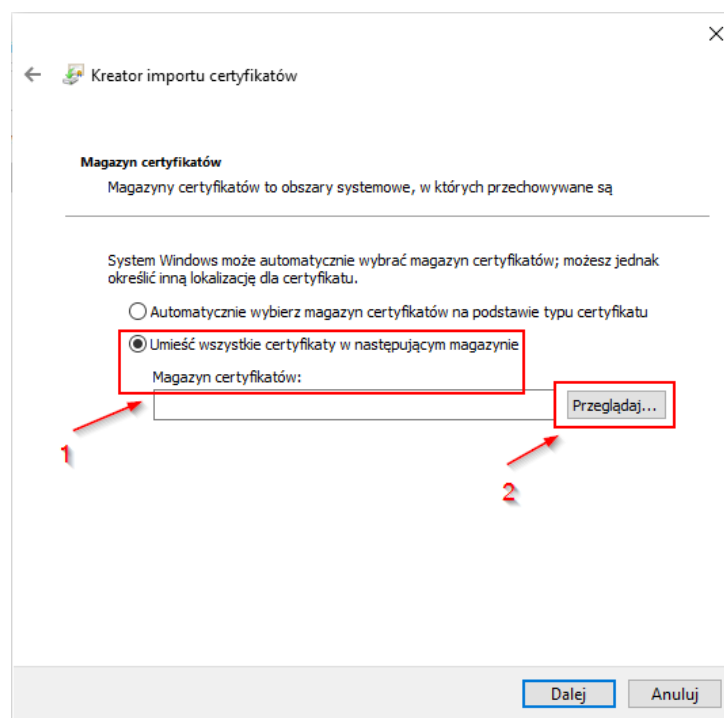 Kreator importu certyfikatów
Magazyn certyfikatów
Magazyny certyfikatów to obszary systemowe, w których przechowywane są
System Windows może automatycznie wybrać magazyn certyfikatów; możesz jednak
określić inną lokalizację dla certyfikatu.
Automatycznie wybierz magazyn certyfikatów na podstawie typu certyfikatu
Umieść wszystkie certyfikaty w następującym magazynie
Magazyn certyfikatów:
Przeglądaj...
1
2
Dalej
Anuluj